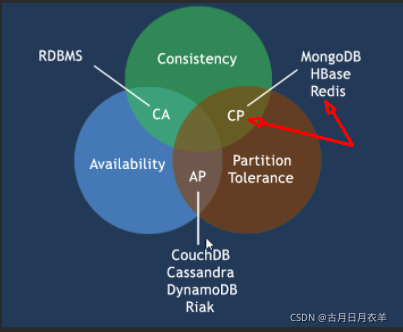 Consistency
RDBMS
MongoDB
HBase
Redis
CA
CP
Availability
Partition
Tolerance
AP
CouchDB
Cassandra
DynamoDB
Riak
CSDN @古月日月衣羊